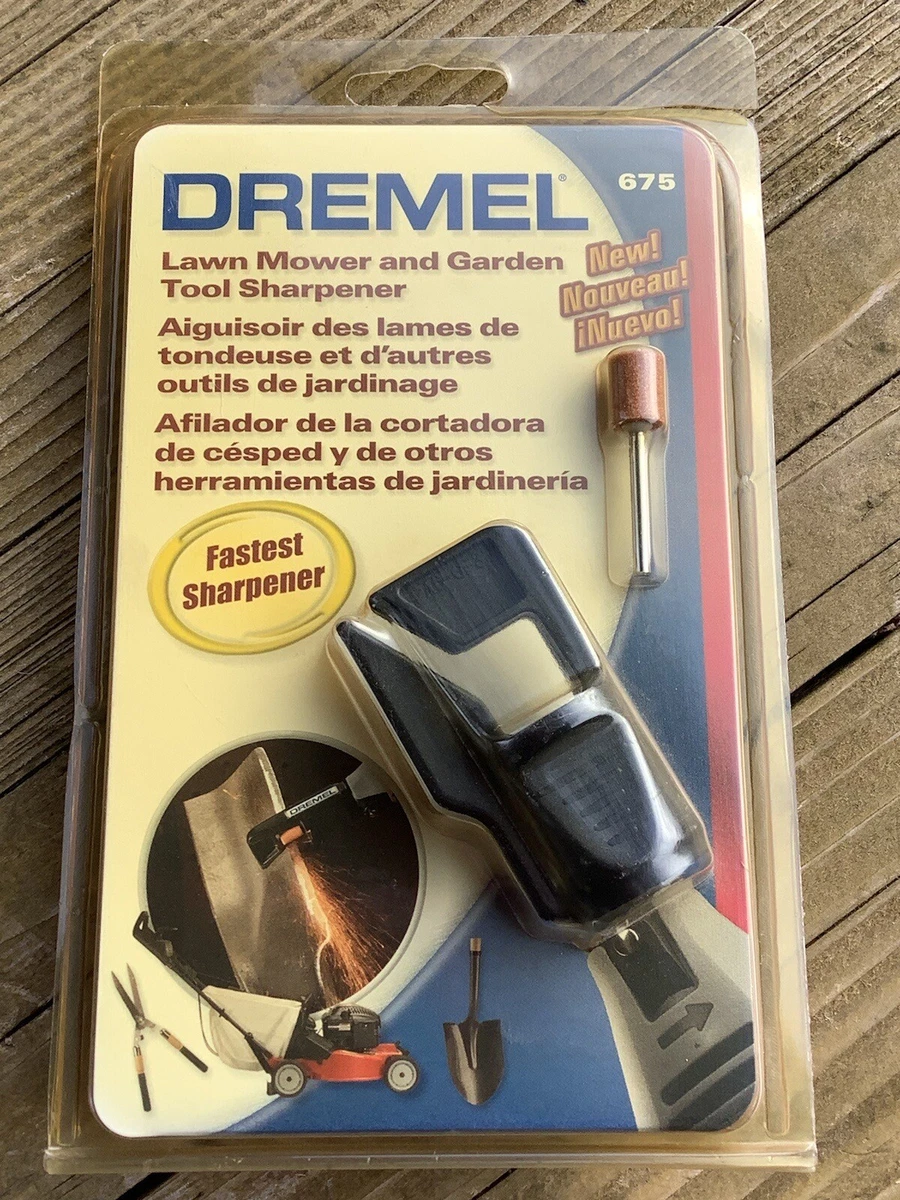 DREMEL®
675
Lawn Mower and Garden
Tool Sharpener
New!
Nouveau!
¡Nuevo!
Aiguisoir des lames de
tondeuse et d'autres
outils de jardinage
Afilador de la cortadora
de césped y de otros
herramientas de jardinería
Fastest
Sharpener
DREMEL